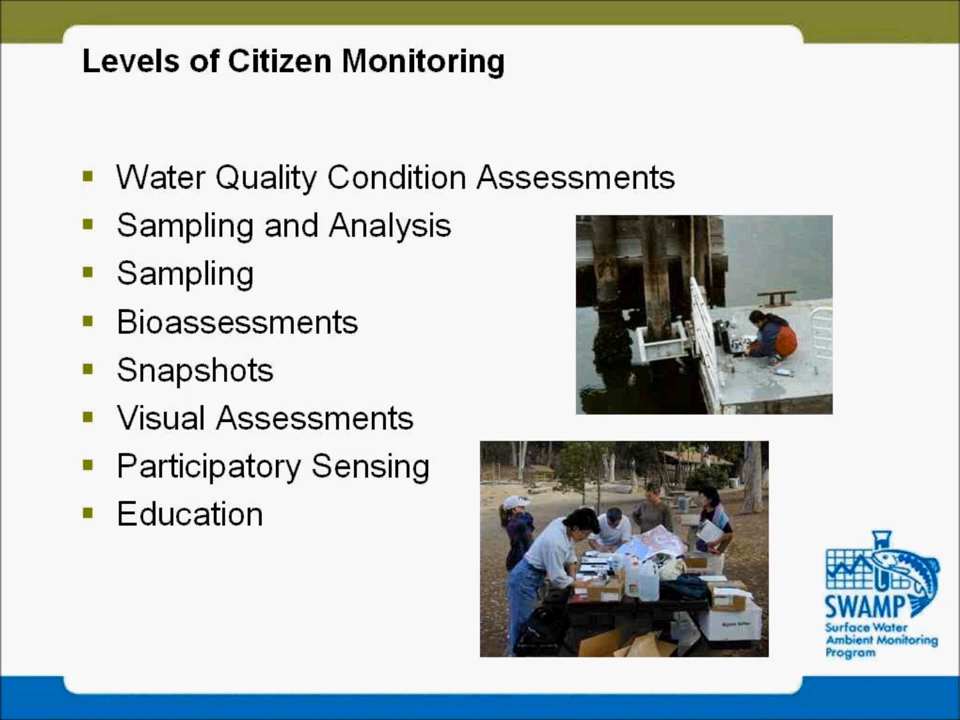 Levels of Citizen Monitoring
Water Quality Condition Assessments
Sampling and Analysis
Sampling
Bioassessments
Snapshots
Visual Assessments
Participatory Sensing
Education
SWAMP
Surface Water
Ambient Monitoring
Program